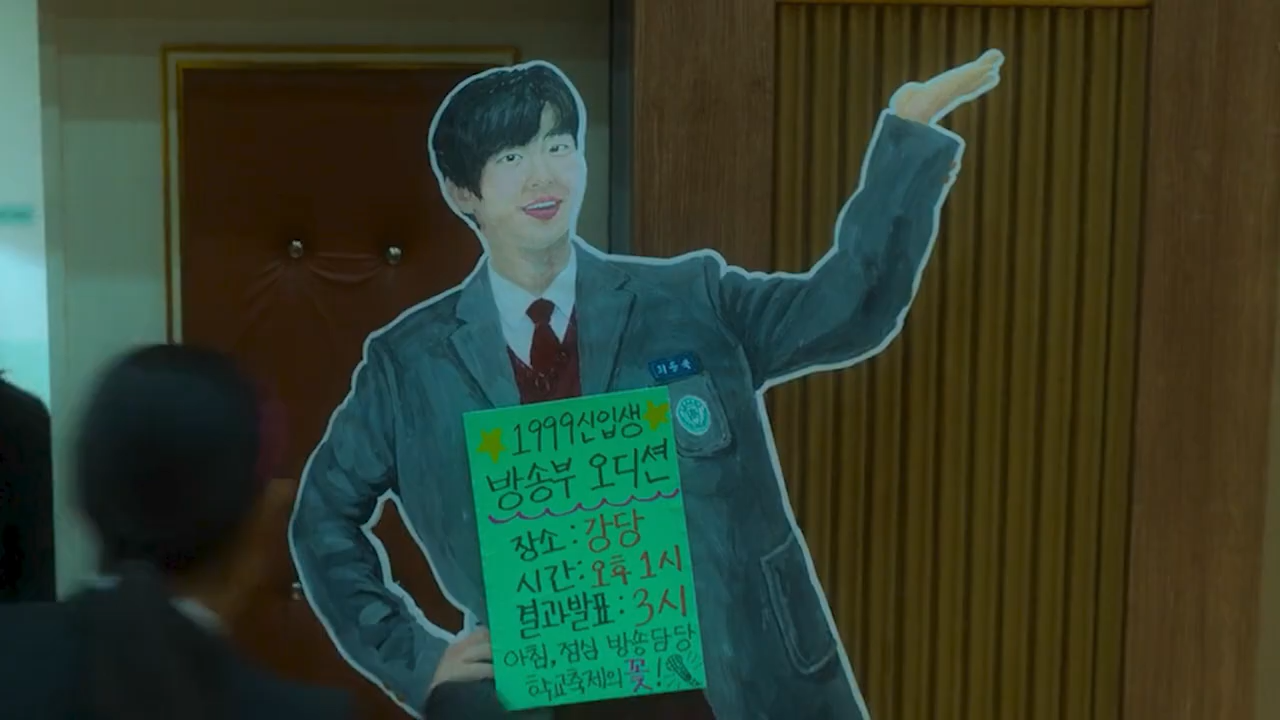 1999신입생
방송부 오디션
장소 : 강당
시간: 오후 1시
결과발표 : 3시
아침, 점심 방송담당
학교축제의 꽃!